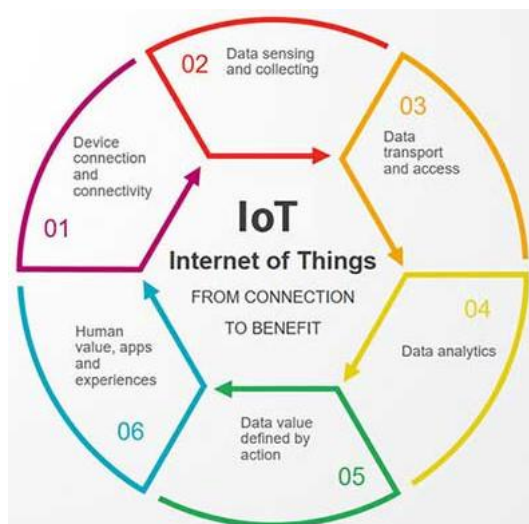 02
Data sensing
and collecting
03
Data
transport
and access
Device
connection
and
connectivity
01
IoT
Internet of Things
FROM CONNECTION
TO BENEFIT
04
Data analytics
Data value
defined by
action
05
Human
value, apps
and
experiences
06